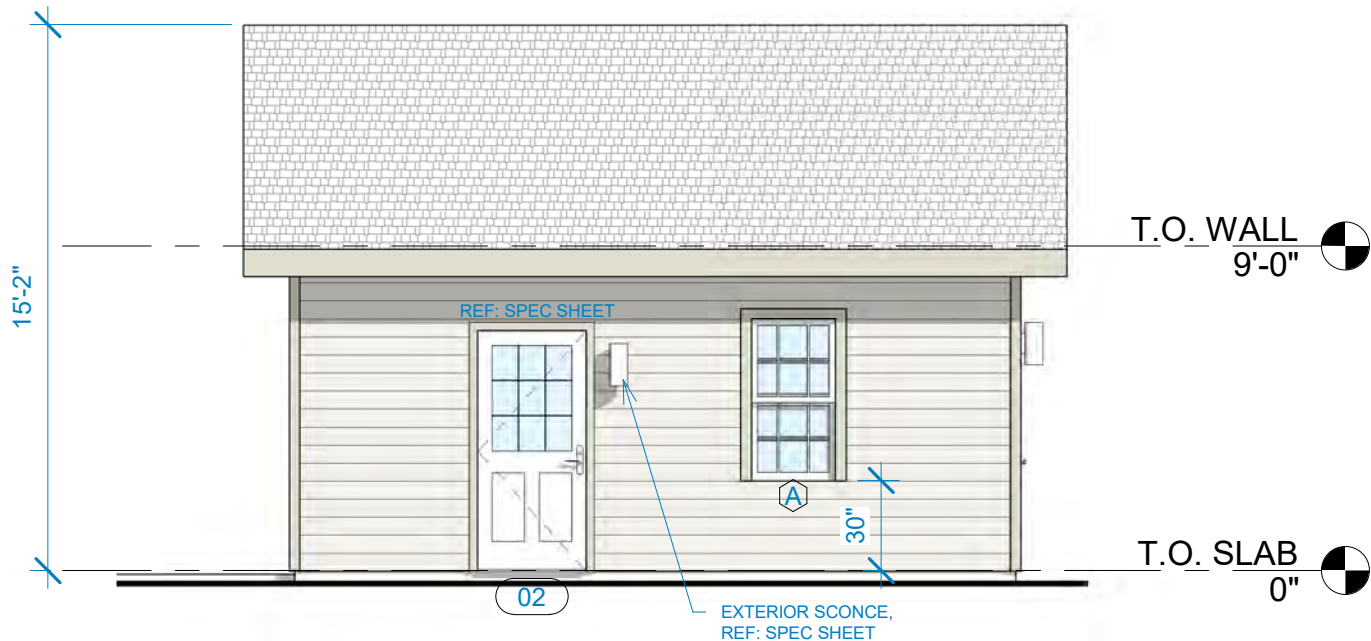 T.O. WALL
9'-0"
15'-2"
REF: SPEC SHEET
A
30"
T.O. SLAB
0"
02
EXTERIOR SCONCE,
REF: SPEC SHEET